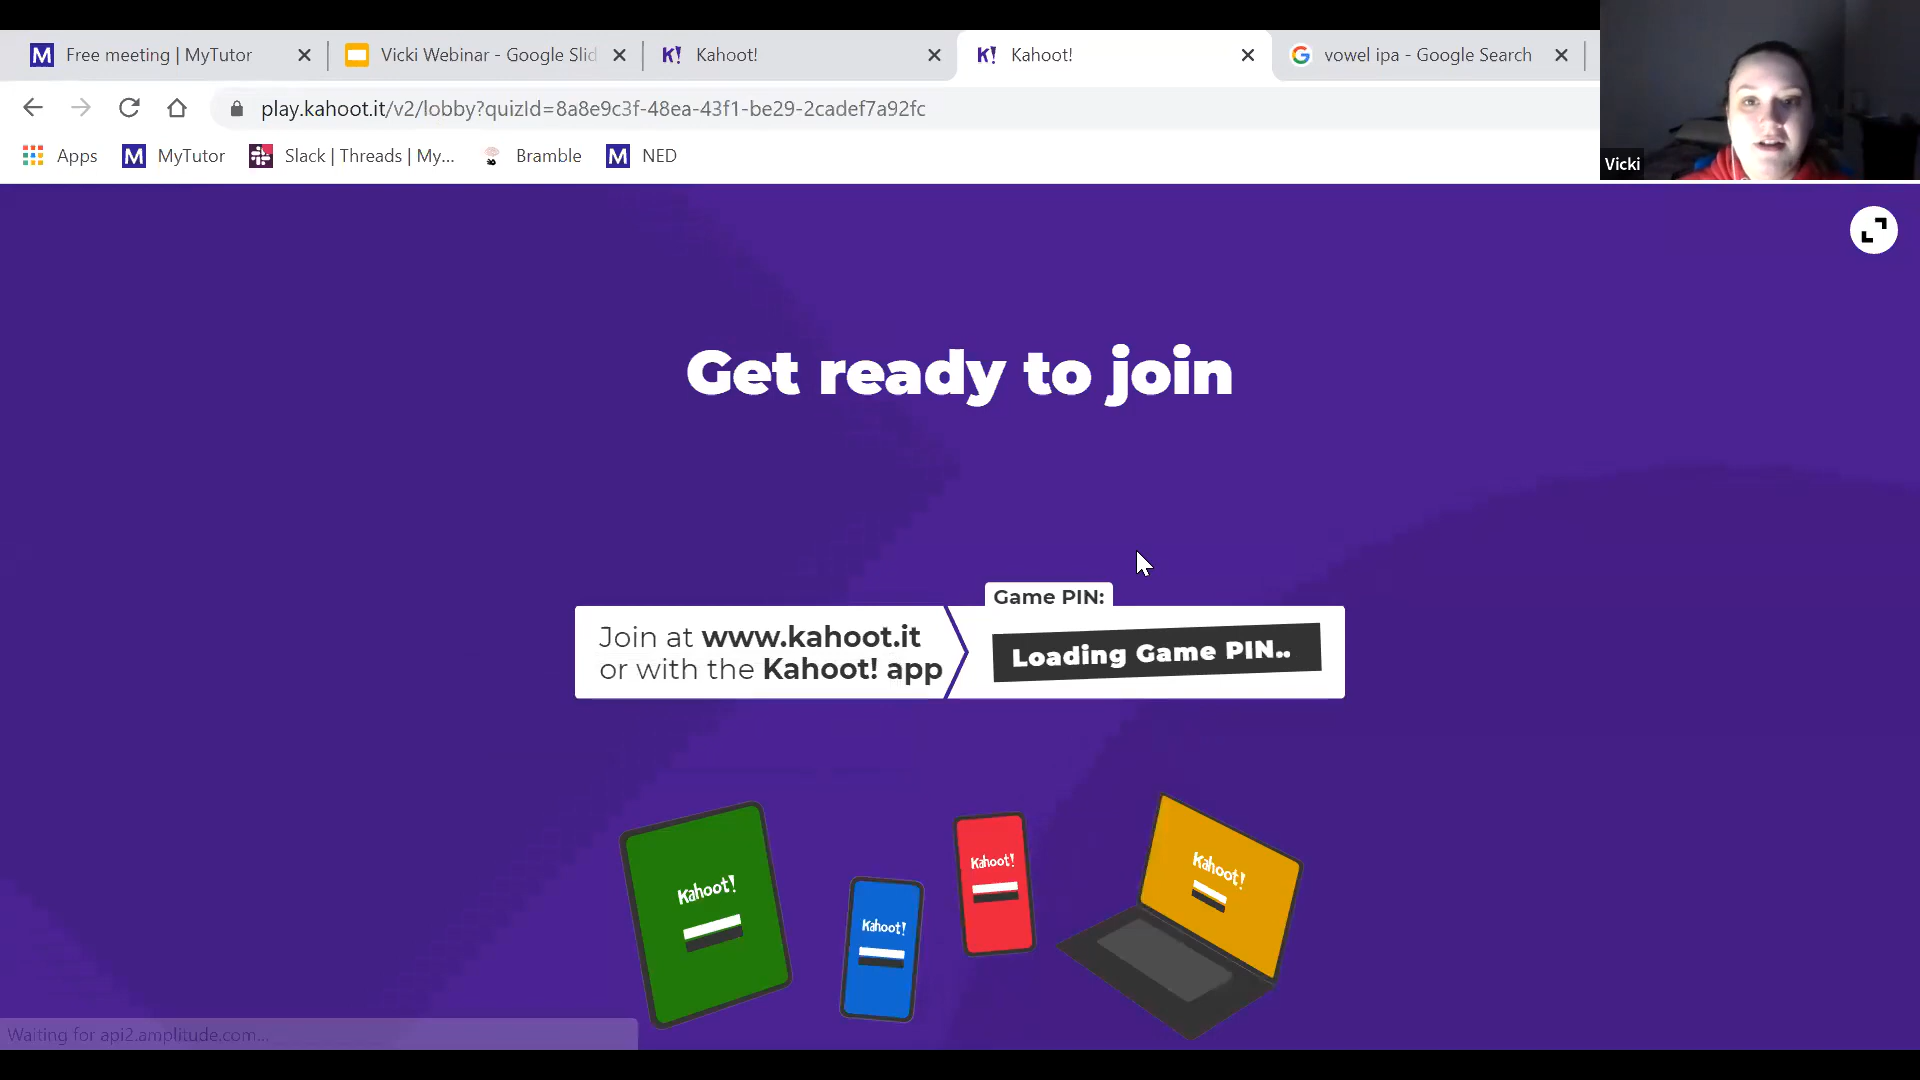 Free meeting | MyTutor
Vicki Webinar - Google Slid
K! Kahoot!
K! Kahoot!
vowel ipa - Google Search
play.kahoot.it/v2/lobby?quizId=8a8e9c3f-48ea-43f1-be29-2cadef7a92fc
Apps
M MyTutor
Slack | Threads | My...
Bramble
M NED
Vicki
Get ready to join
Game PIN:
Join at www.kahoot.it
or with the Kahoot! app
Loading Game PIN..
Kahoot!
Kahoot!
Kahoot!
Kahoot!
Waiting for api2.amplitude.com...